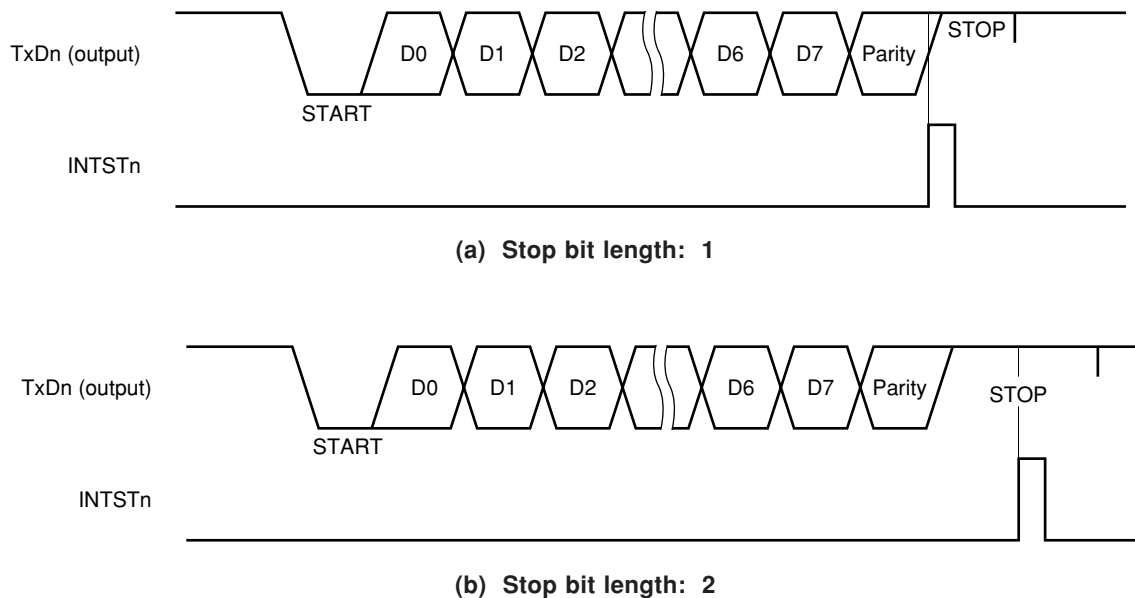 TxDn (output)
D0 D1 D2 D6 D7 Parity STOP
START
INTSTn
(a) Stop bit length: 1
TxDn (output)
D0 D1 D2 D6 D7 Parity STOP
START
INTSTn
(b) Stop bit length: 2